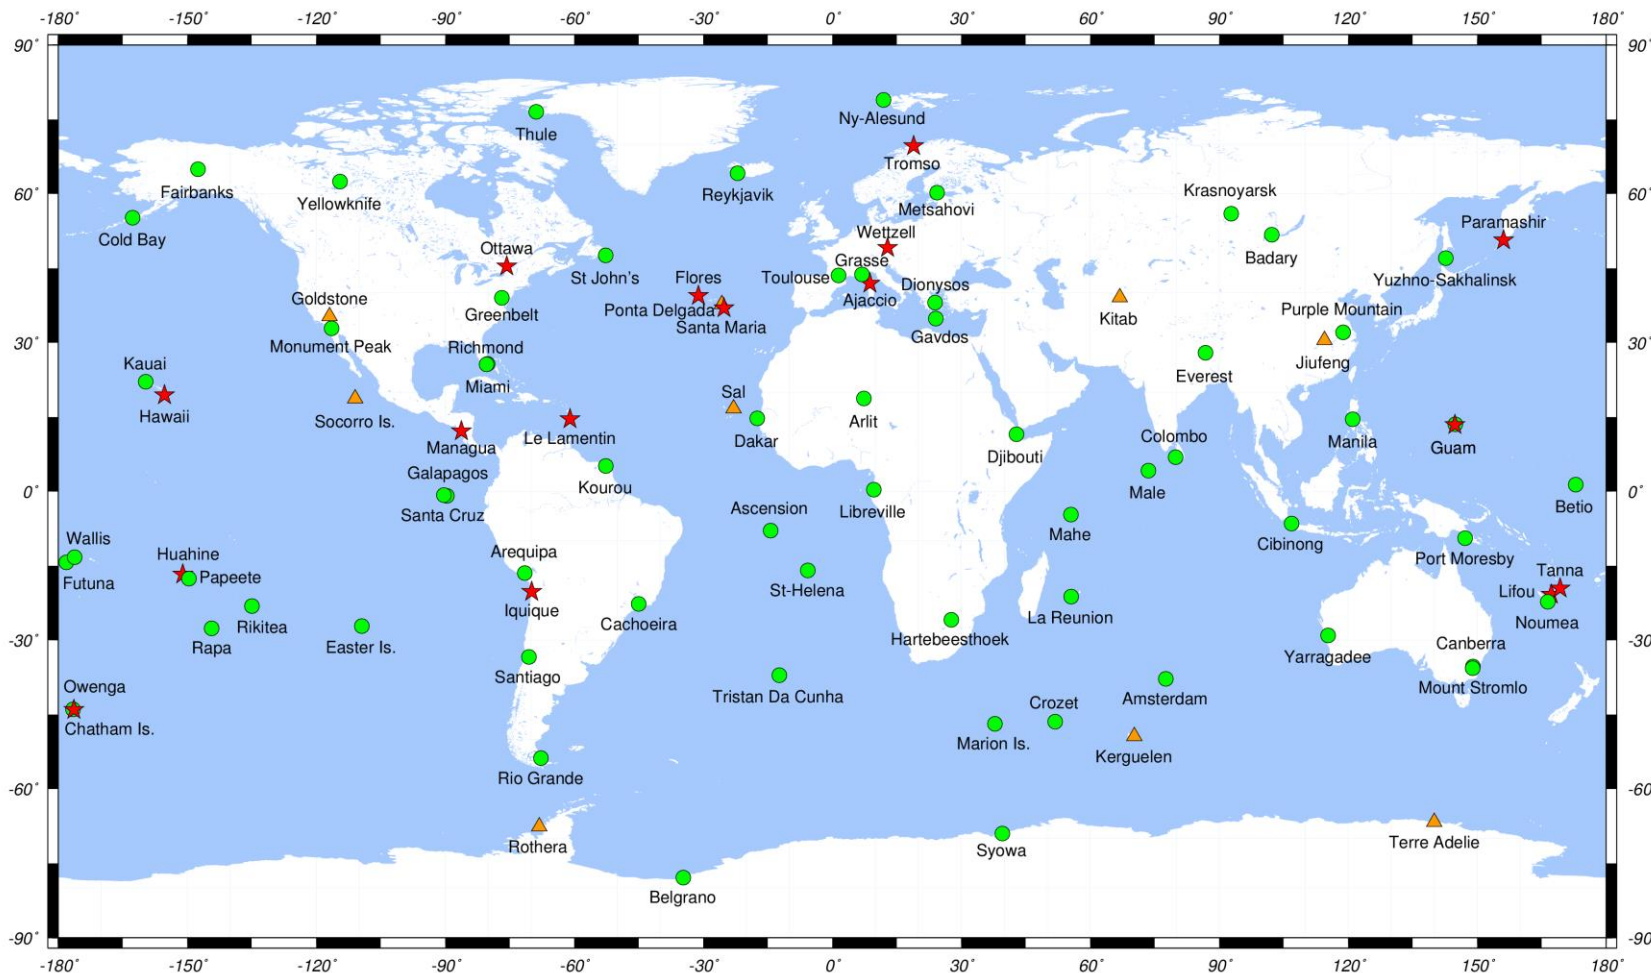 -180˚ -150˚ -120˚ -90˚ -60˚ -30˚ 0˚ 30˚ 60˚ 90˚ 120˚ 150˚ 180˚
90˚ 90˚
Ny-Alesund
Thule
Tromso
Fairbanks
Yellowknife
Reykjavik
Krasnoyarsk
60˚ 60˚
Metsahovi
Paramashir
Cold Bay
Wettzell
Ottawa
Badary
Grasse
St John's
Flores
Toulouse
Yuzhno-Sakhalinsk
Dionysos
Goldstone
Ajaccio
Kitab
Ponta Delgada
Purple Mountain
Greenbelt
Santa Maria
Gavdos
Monument Peak
Richmond
30˚ 30˚
Jiufeng
Kauai
Everest
Miami
Sal
Hawaii
Socorro Is.
Arlit
Le Lamentin
Dakar
Colombo
Manila
Managua
Guam
Djibouti
Galapagos
Kourou
Male
0˚ 0˚
Santa Cruz
Ascension
Libreville
Betio
Mahe
Wallis
Cibinong
Huahine
Arequipa
Port Moresby
Futuna
Papeete
Tanna
St-Helena
Lifou
Iquique
La Reunion
Rikitea
Cachoeira
Noumea
Rapa
Easter Is.
Hartebeesthoek
-30˚ -30˚
Canberra
Yarragadee
Santiago
Owenga
Mount Stromlo
Tristan Da Cunha
Amsterdam
Crozet
Chatham Is.
Marion Is.
Kerguelen
Rio Grande
-60˚ -60˚
Rothera
Terre Adelie
Syowa
Belgrano
-90˚ -90˚
-180˚ -150˚ -120˚ -90˚ -60˚ -30˚ 0˚ 30˚ 60˚ 90˚ 120˚ 150˚ 180˚